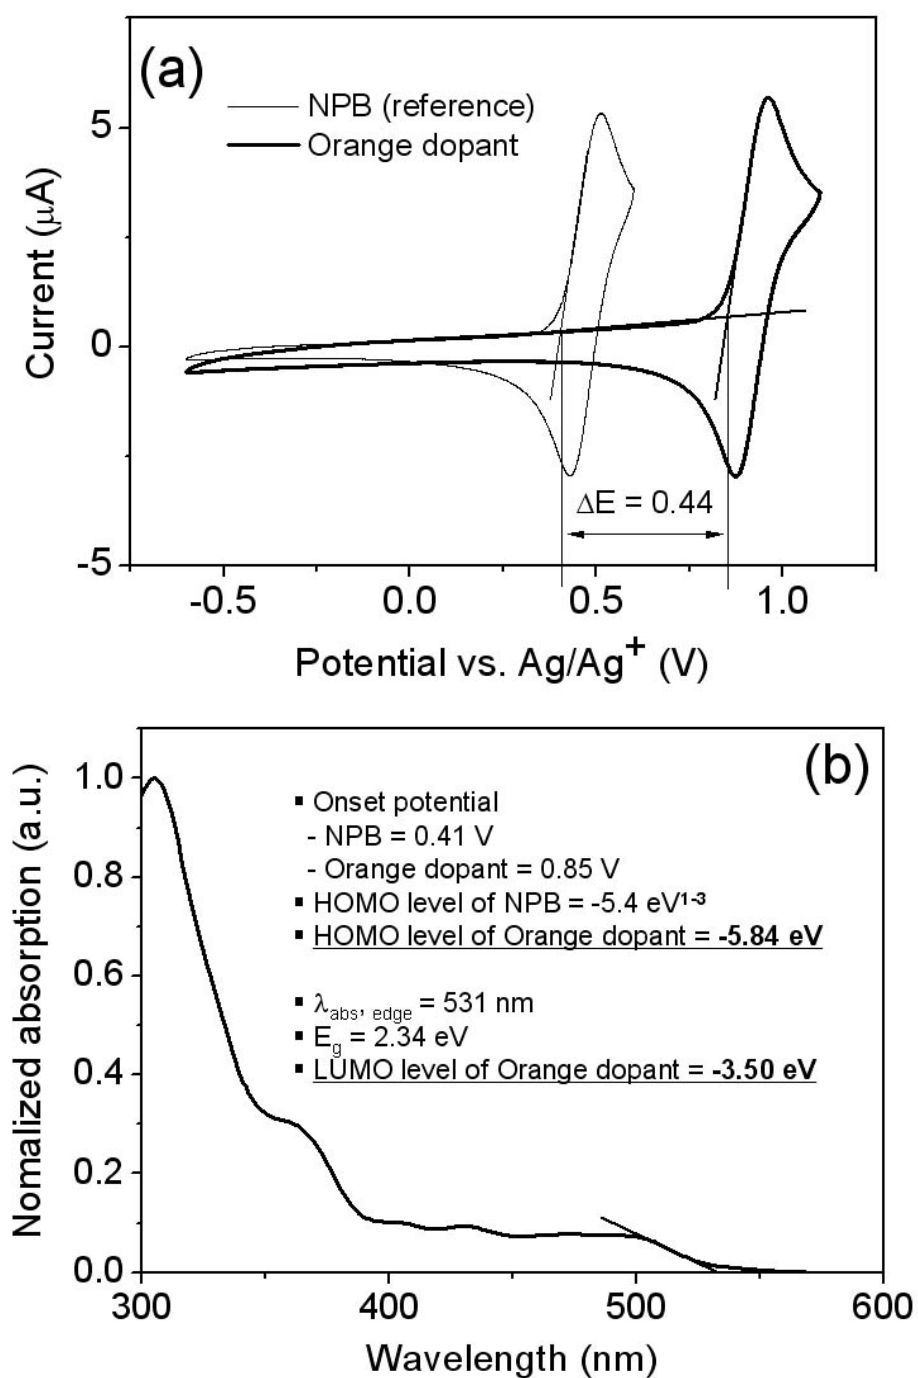 (a)
NPB (reference)
Orange dopant
5
0
-5
Current (μA)
ΔE = 0.44
-0.5 0.0 0.5 1.0
Potential vs. Ag/Ag⁺ (V)
(b)
1.0
0.8
0.6
0.4
0.2
0.0
Nomalized absorption (a.u.)
▪ Onset potential
- NPB = 0.41 V
- Orange dopant = 0.85 V
▪ HOMO level of NPB = -5.4 eV¹⁻³
▪ HOMO level of Orange dopant = -5.84 eV
▪ λabs, edge = 531 nm
▪ Eg = 2.34 eV
▪ LUMO level of Orange dopant = -3.50 eV
300 400 500 600
Wavelength (nm)